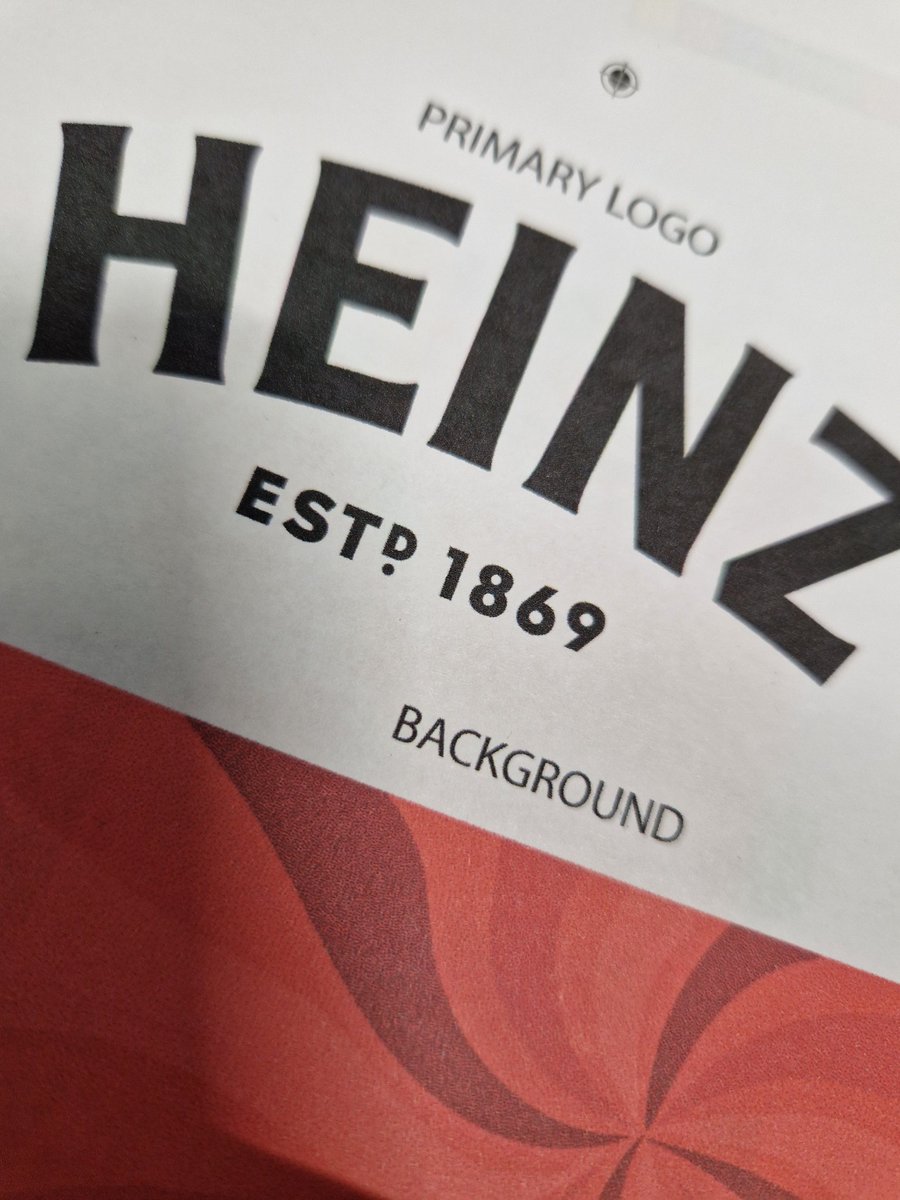 PRIMARY LOGO
HEINZ
ESTD 1869
BACKGROUND